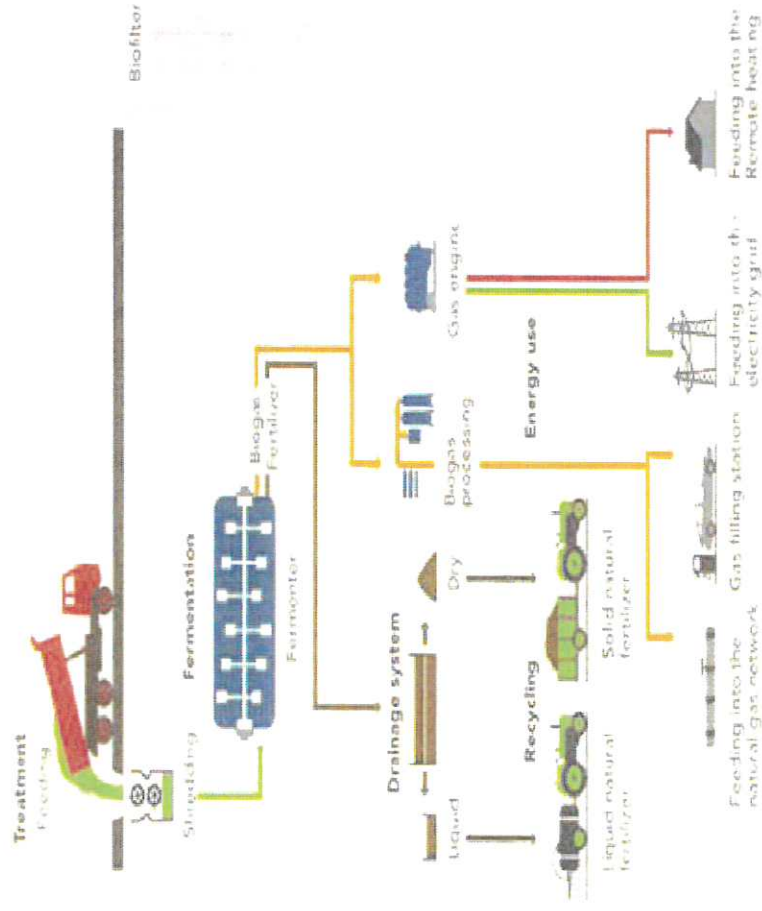 Treatment
Feeding
Biofilter
Shredding
Fermentation
Fermenter
Biogas
Fertilizer
Drainage system
Liquid
Dry
Biogas
processing
Gas engine
Recycling
Energy use
Liquid natural
fertilizer
Solid natural
fertilizer
Feeding into the
natural gas network
Gas filling station
Feeding into the
electricity grid
Feeding into the
Remote heating